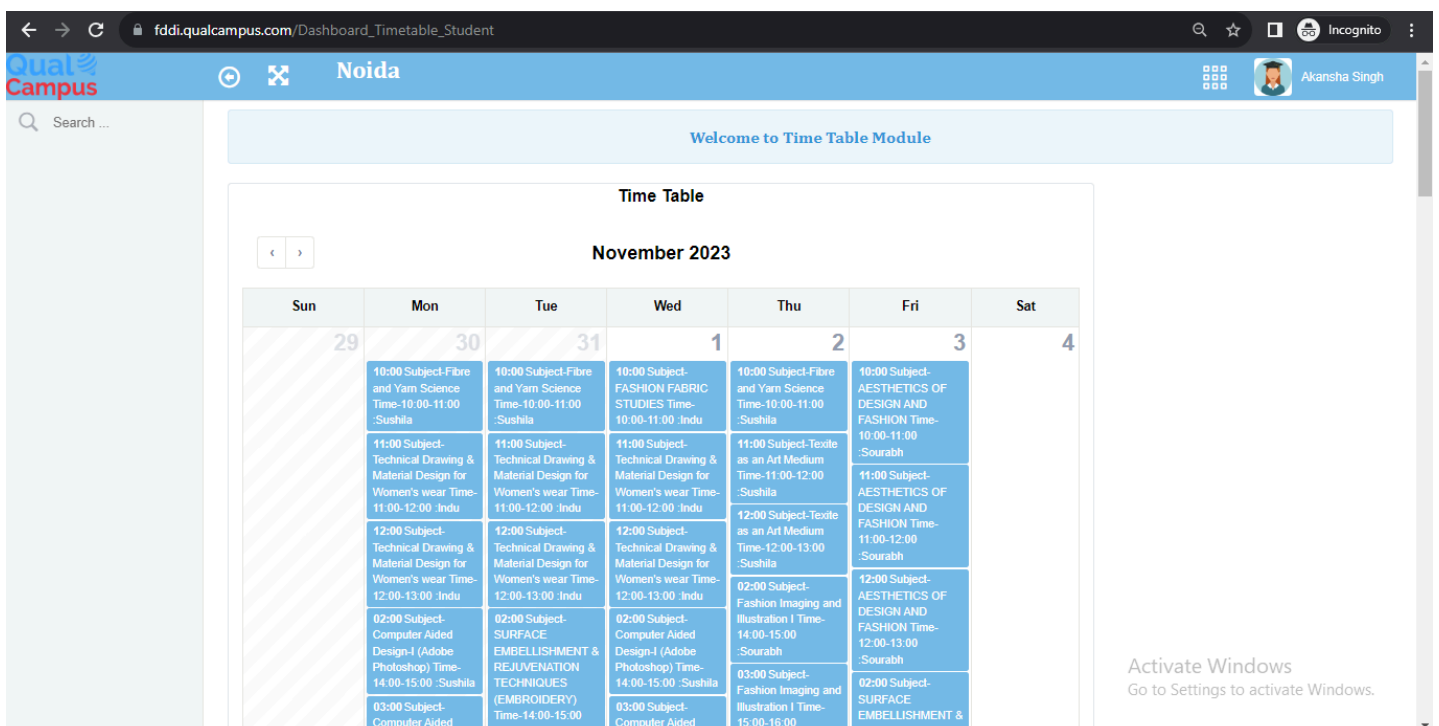 fddi.qualcampus.com/Dashboard_Timetable_Student
Incognito
Qual
Campus
Noida
Akansha Singh
Search ...
Welcome to Time Table Module
Time Table
November 2023
Sun Mon Tue Wed Thu Fri Sat
29 30 31 1 2 3 4
10:00 Subject-Fibre
and Yarn Science
Time-10:00-11:00
:Sushila
11:00 Subject-
Technical Drawing &
Material Design for
Women's wear Time-
11:00-12:00 :Indu
12:00 Subject-
Technical Drawing &
Material Design for
Women's wear Time-
12:00-13:00 :Indu
02:00 Subject-
Computer Aided
Design-I (Adobe
Photoshop) Time-
14:00-15:00 :Sushila
03:00 Subject-
Computer Aided
10:00 Subject-Fibre
and Yarn Science
Time-10:00-11:00
:Sushila
11:00 Subject-
Technical Drawing &
Material Design for
Women's wear Time-
11:00-12:00 :Indu
12:00 Subject-
Technical Drawing &
Material Design for
Women's wear Time-
12:00-13:00 :Indu
02:00 Subject-
SURFACE
EMBELLISHMENT &
REJUVENATION
TECHNIQUES
(EMBROIDERY)
Time-14:00-15:00
10:00 Subject-
FASHION FABRIC
STUDIES Time-
10:00-11:00 :Indu
11:00 Subject-
Technical Drawing &
Material Design for
Women's wear Time-
11:00-12:00 :Indu
12:00 Subject-
Technical Drawing &
Material Design for
Women's wear Time-
12:00-13:00 :Indu
02:00 Subject-
Computer Aided
Design-I (Adobe
Photoshop) Time-
14:00-15:00 :Sushila
03:00 Subject-
Computer Aided
10:00 Subject-Fibre
and Yarn Science
Time-10:00-11:00
:Sushila
11:00 Subject-Texite
as an Art Medium
Time-11:00-12:00
:Sushila
12:00 Subject-Texite
as an Art Medium
Time-12:00-13:00
:Sushila
02:00 Subject-
Fashion Imaging and
Illustration I Time-
14:00-15:00
:Sourabh
03:00 Subject-
Fashion Imaging and
Illustration I Time-
15:00-16:00
10:00 Subject-
AESTHETICS OF
DESIGN AND
FASHION Time-
10:00-11:00
:Sourabh
11:00 Subject-
AESTHETICS OF
DESIGN AND
FASHION Time-
11:00-12:00
:Sourabh
12:00 Subject-
AESTHETICS OF
DESIGN AND
FASHION Time-
12:00-13:00
:Sourabh
02:00 Subject-
SURFACE
EMBELLISHMENT &
Activate Windows
Go to Settings to activate Windows.